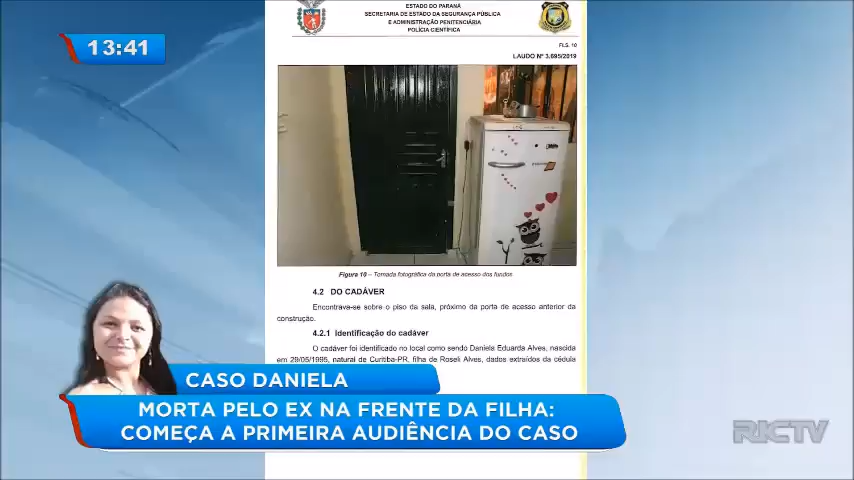 13:41
ESTADO DO PARANÁ
SECRETARIA DE ESTADO DA SEGURANÇA PÚBLICA
E ADMINISTRAÇÃO PENITENCIÁRIA
POLÍCIA CIENTÍFICA
FLS. 10
LAUDO Nº 3.695/2019
Figura 10 – Tomada fotográfica da porta de acesso dos fundos
4.2 DO CADÁVER
Encontrava-se sobre o piso da sala, próximo da porta de acesso anterior da
construção.
4.2.1 Identificação do cadáver
O cadáver foi identificado no local como sendo Daniela Eduarda Alves, nascida
em 29/05/1995, natural de Curitiba-PR, filha de Roseli Alves, dados extraídos da cédula
CASO DANIELA
MORTA PELO EX NA FRENTE DA FILHA:
COMEÇA A PRIMEIRA AUDIÊNCIA DO CASO
RICTV